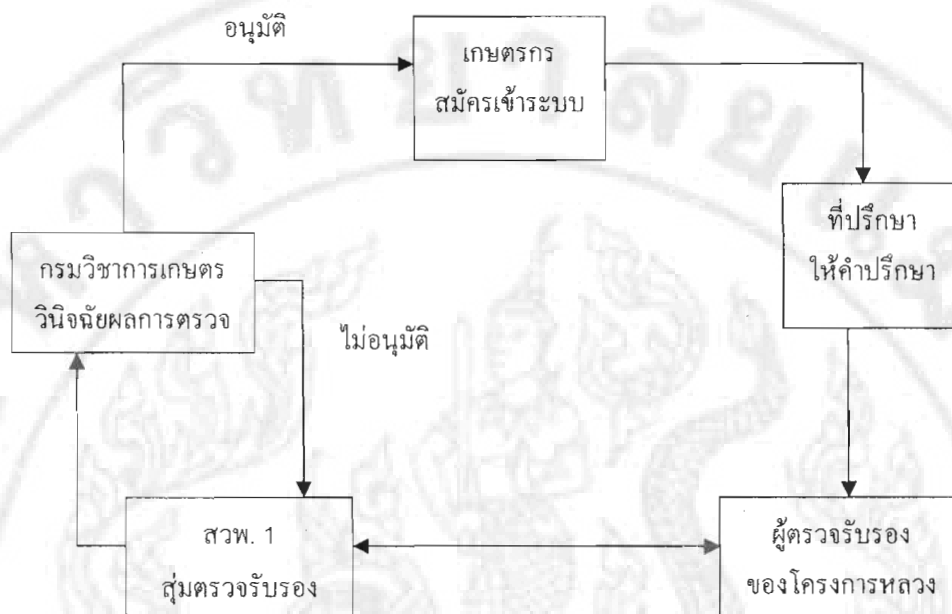 อนุมัติ
เกษตรกร
สมัครเข้าระบบ
ที่ปรึกษา
ให้คำปรึกษา
กรมวิชาการเกษตร
วินิจฉัยผลการตรวจ
ไม่อนุมัติ
สวพ. 1
สุ่มตรวจรับรอง
ผู้ตรวจรับรอง
ของโครงการหลวง